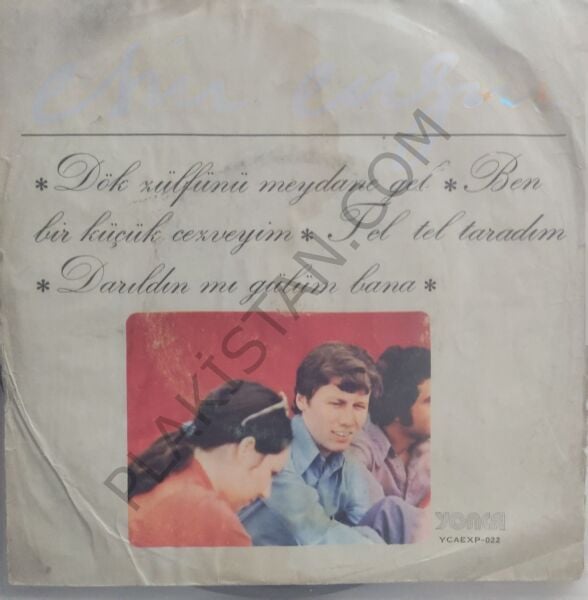 * Dök zülfünü meydane gel * Ben
bir küçük cezveyim * Tel tel taradım
* Darıldın mı gülüm bana *
PLAKİSTAN.COM
yonca
YCAEXP-022